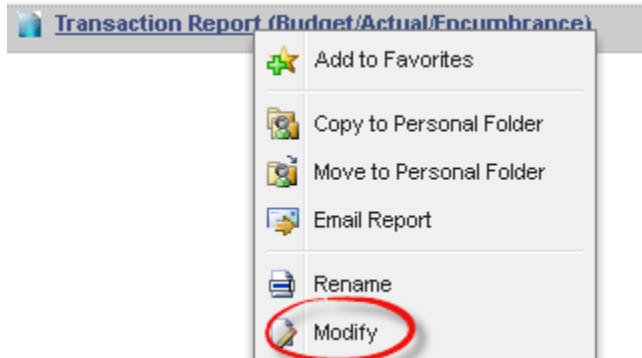 Transaction Report (Budget/Actual/Encumbrance)
Add to Favorites
Copy to Personal Folder
Move to Personal Folder
Email Report
Rename
Modify